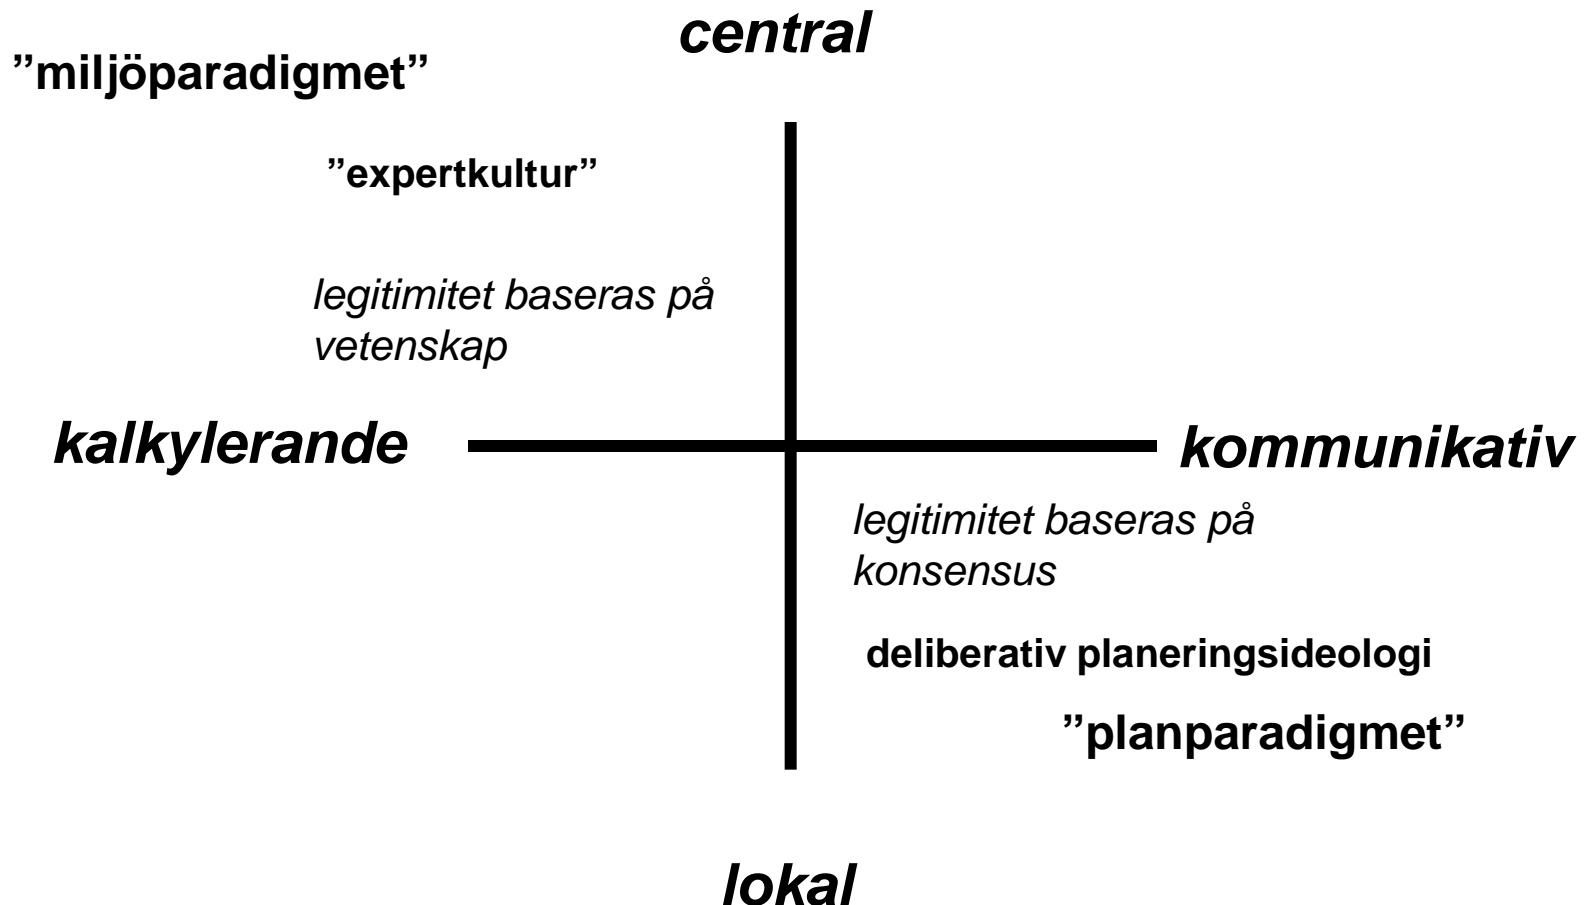 central
”miljöparadigmet”
”expertkultur”
legitimitet baseras på
vetenskap
kalkylerande
kommunikativ
legitimitet baseras på
konsensus
deliberativ planeringsideologi
”planparadigmet”
lokal